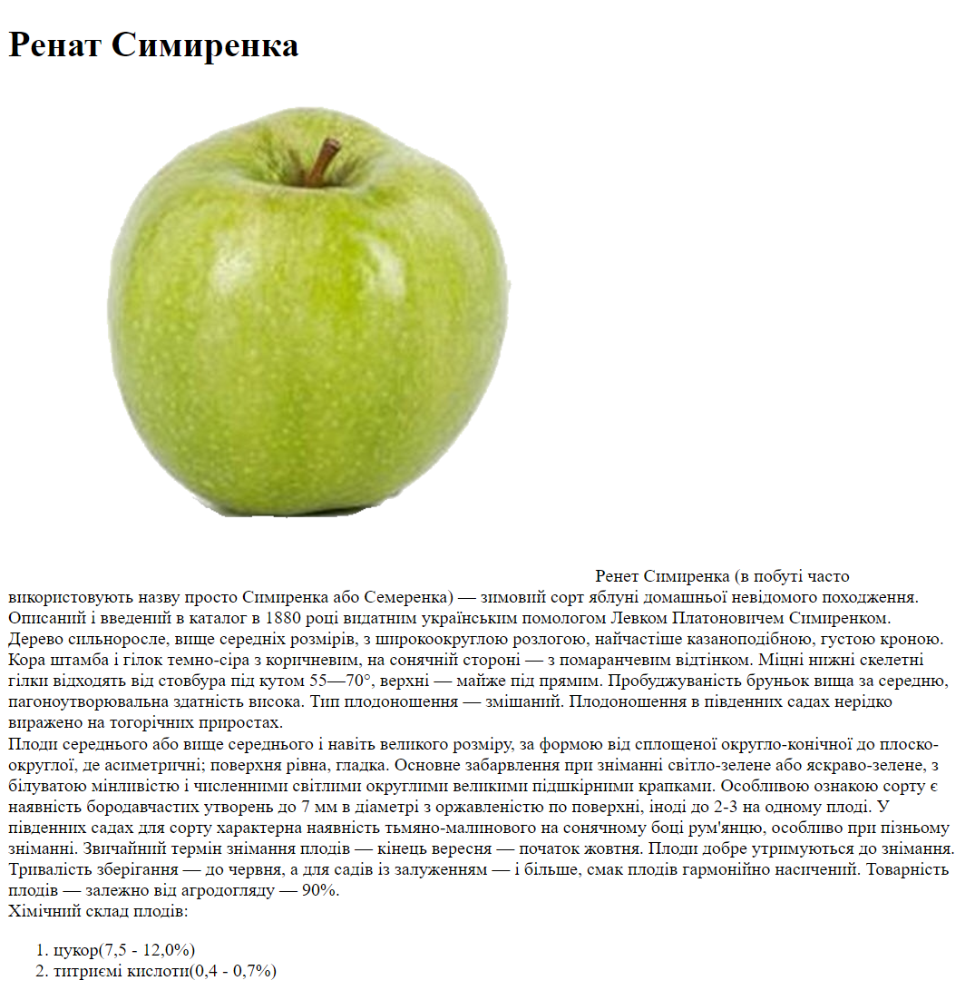 Ренат Симиренка
Ренет Симиренка (в побуті часто
використовують назву просто Симиренка або Семеренка) — зимовий сорт яблуні домашньої невідомого походження.
Описаний і введений в каталог в 1880 році видатним українським помологом Левком Платоновичем Симиренком.
Дерево сильноросле, вище середніх розмірів, з широкоокруглою розлогою, найчастіше казаноподібною, густою кроною.
Кора штамба і гілок темно-сіра з коричневим, на сонячній стороні — з помаранчевим відтінком. Міцні нижні скелетні
гілки відходять від стовбура під кутом 55—70°, верхні — майже під прямим. Пробуджуваність бруньок вища за середню,
пагоноутворювальна здатність висока. Тип плодоношення — змішаний. Плодоношення в південних садах нерідко
виражено на тогорічних приростах.
Плоди середнього або вище середнього і навіть великого розміру, за формою від сплощеної округло-конічної до плоско-
округлої, де асиметричні; поверхня рівна, гладка. Основне забарвлення при зніманні світло-зелене або яскраво-зелене, з
білуватою мінливістю і численними світлими округлими великими підшкірними крапками. Особливою ознакою сорту є
наявність бородавчастих утворень до 7 мм в діаметрі з оржавленістю по поверхні, іноді до 2-3 на одному плоді. У
південних садах для сорту характерна наявність тьмяно-малинового на сонячному боці рум'янцю, особливо при пізньому
зніманні. Звичайний термін знімання плодів — кінець вересня — початок жовтня. Плоди добре утримуються до знімання.
Тривалість зберігання — до червня, а для садів із залуженням — і більше, смак плодів гармонійно насичений. Товарність
плодів — залежно від агродогляду — 90%.
Хімічний склад плодів:
1. цукор(7,5 - 12,0%)
2. титриємі кислоти(0,4 - 0,7%)